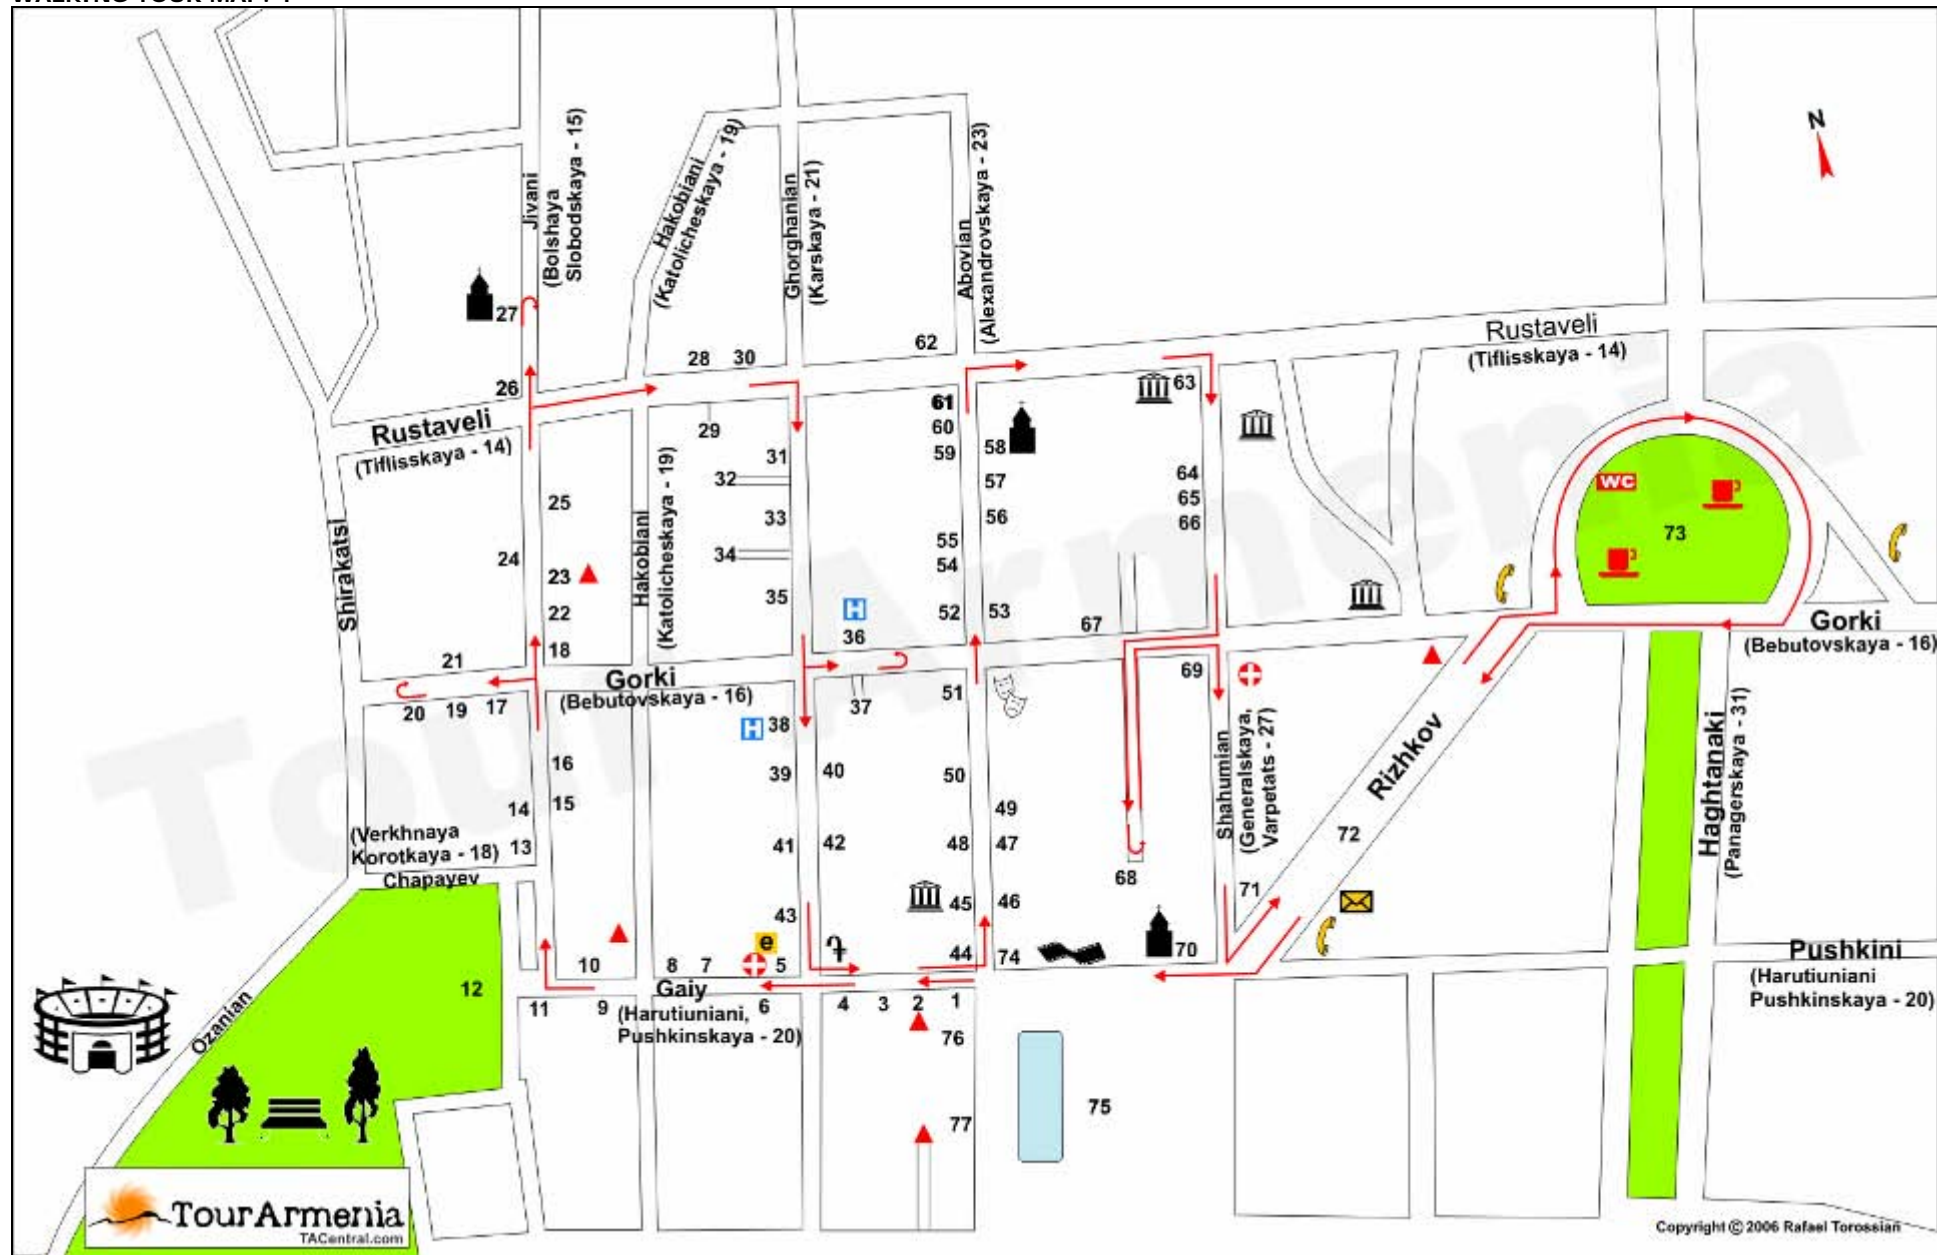 N
Jivani
(Bolshaya
Slobodskaya - 15)
Hakobiani
(Katolicheskaya - 19)
Ghorghanian
(Karskaya - 21)
Abovian
(Alexandrovskaya - 23)
27
26
28
30
62
Rustaveli
(Tiflisskaya - 14)
63
Rustaveli
(Tiflisskaya - 14)
29
61
60
59
58
31
32
33
34
35
25
24
23
22
18
Hakobiani
(Katolicheskaya - 19)
Shirakatsi
57
56
55
54
52
53
64
65
66
67
WC
73
H
36
Gorki
(Bebutovskaya - 16)
21
20
19
17
Gorki
(Bebutovskaya - 16)
37
51
69
H
38
39
40
50
49
16
15
14
13
(Verkhnaya
Korotkaya - 18)
Chapayev
41
42
48
47
Shahumian
(Generalskaya,
Varpetats - 27)
Rizhkov
72
Haghtanaki
(Panagerskaya - 31)
68
71
43
45
46
e
5
44
74
70
10
8
7
Pushkini
(Harutiuniani
Pushkinskaya - 20)
12
11
9
Gaiy
(Harutiuniani,
Pushkinskaya - 20)
6
4
3
2
1
76
77
75
Ozanian
TourArmenia
TACentral.com
Tour Armenia
Copyright © 2006 Rafael Torossian